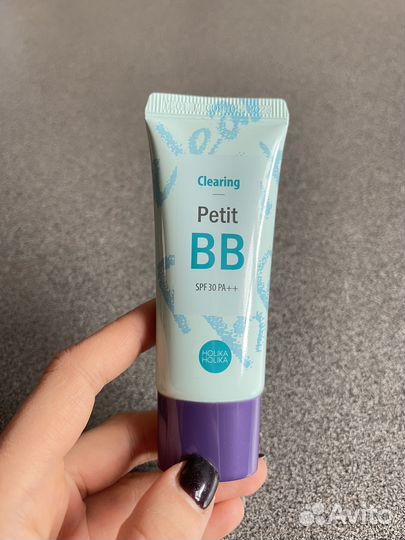 Clearing
Petit
BB
SPF 30 PA++
HOLIKA
HOLIKA
Avito